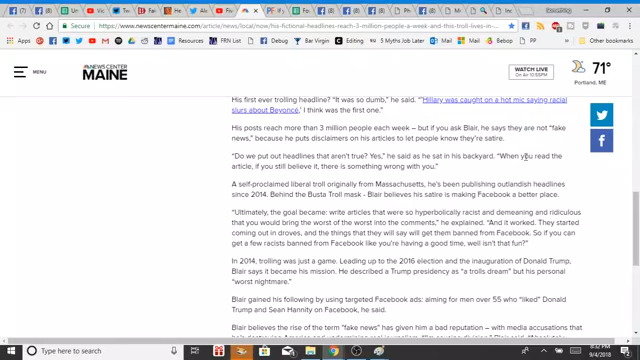 www.newscentermaine.com/article/news/local/now/his-fictional-headlines-reach-3-million-people-a-week-and-this-troll-lives-in-...
Resources
FRN List
Debt
Bar Virgin
Ecology
Cutting
Editing
5 Myths Job Later
Photoshop
Other bookmarks
MENU
NEWS CENTER
MAINE
WATCH LIVE
71°
Portland, ME
His first ever trolling headline? “It was so dumb,” he said. “‘Hillary was caught on a hot mic saying racial
slurs about Beyoncé.’ I think was the first one.”
His posts reach more than 3 million people each week – but if you ask Blair, he says they are not “fake
news,” because he puts disclaimers on his articles to let people know they’re satire.
“Do we put out headlines that aren’t true? Yes,” he said as he sat in his backyard. “When you read the
article, if you still believe it, there is something wrong with you.”
A self-proclaimed liberal troll originally from Massachusetts, he’s been publishing outlandish headlines
since 2014. Behind the Busta Troll mask - Blair believes his satire is making Facebook a better place.
“Ultimately, the goal became: write articles that were so hyperbolically racist and demeaning and ridiculous
that you would bring the worst of the worst into the comments,” he explained. “And it worked. They started
coming out in droves, and the things that they will say will get them banned from Facebook. So if you can
get a few racists banned from Facebook like you’re having a good time, well isn’t that fun?”
In 2014, trolling was just a game. Leading up to the 2016 election and the inauguration of Donald Trump,
Blair says it became his mission. He described a Trump presidency as “a trolls dream” but his personal
“worst nightmare.”
Blair gained his following by using targeted Facebook ads: aiming for men over 55 who “liked” Donald
Trump and Sean Hannity on Facebook, he said.
Blair believes the rise of the term “fake news” has given him a bad reputation – with media accusations that
Type here to search
9/4/2018